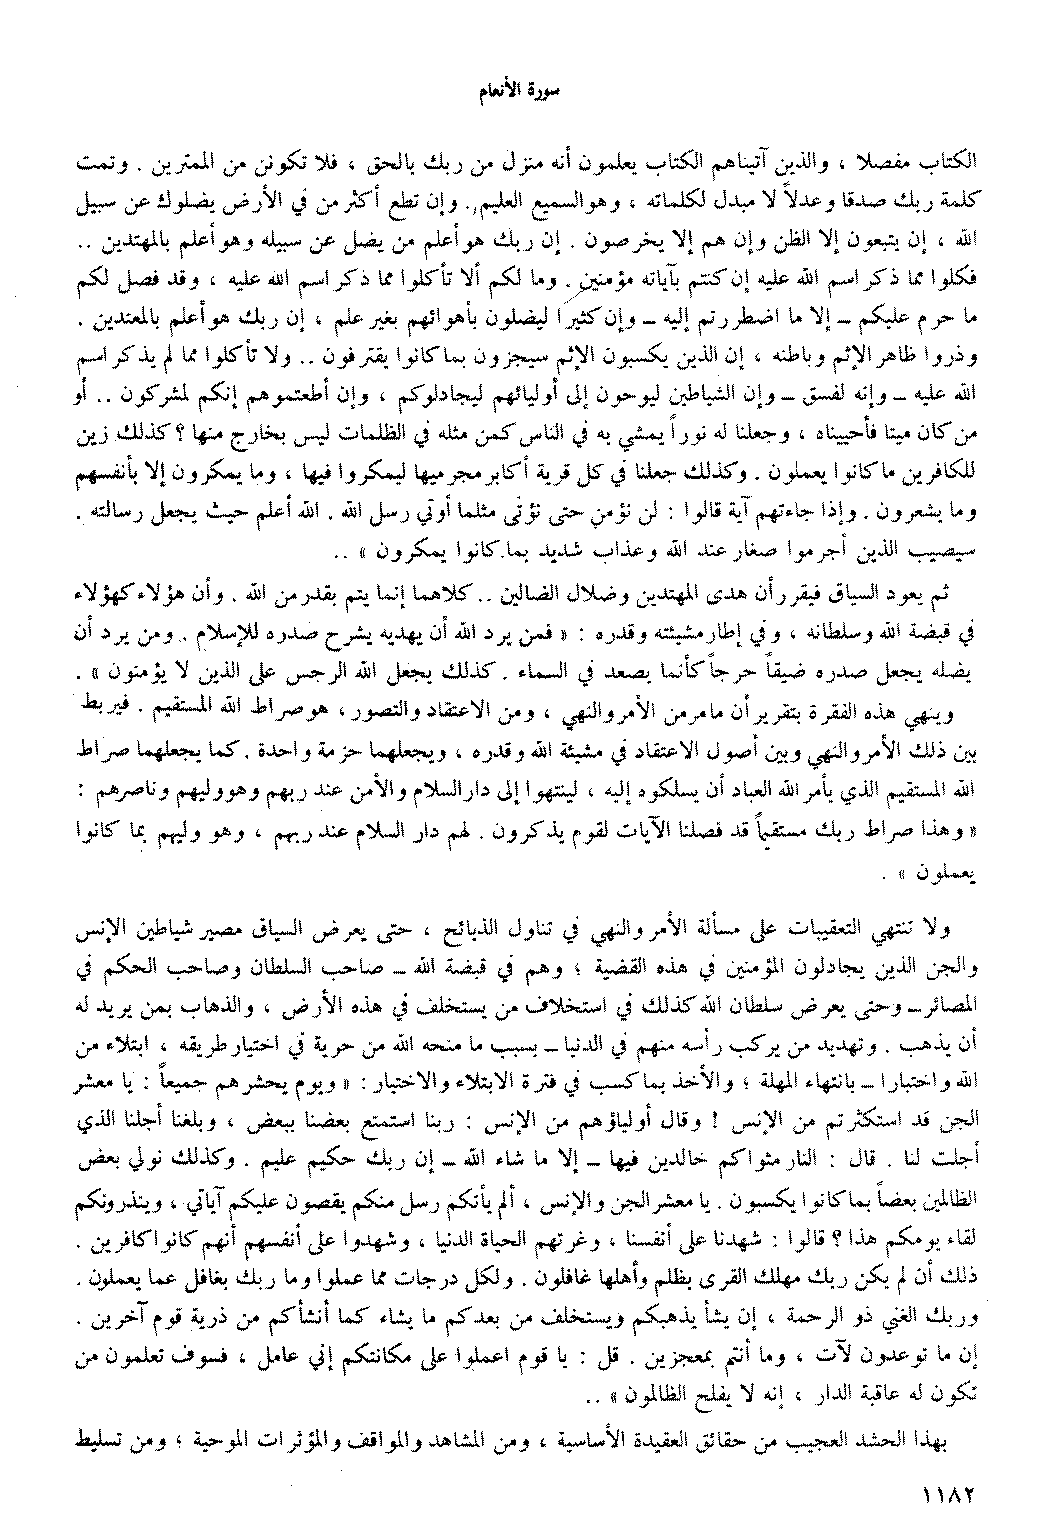 سورة الأنعام
الكتاب مفصلا ، والذين آتيناهم الكتاب يعلمون أنه منزل من ربك بالحق ، فلا تكونن من الممترين . وتمت
كلمة ربك صدقا وعدلاً لا مبدل لكلماته ، وهو السميع العليم . وإن تطع أكثر من في الأرض يضلوك عن سبيل
الله ، إن يتبعون إلا الظن وإن هم إلا يخرصون . إن ربك هو أعلم من يضل عن سبيله وهو أعلم بالمهتدين ..
فكلوا مما ذكر اسم الله عليه إن كنتم بآياته مؤمنين . وما لكم ألا تأكلوا مما ذكر اسم الله عليه ، وقد فصل لكم
ما حرم عليكم – إلا ما اضطررتم إليه – وإن كثيرا ليضلون بأهوائهم بغير علم ، إن ربك هو أعلم بالمعتدين .
وذروا ظاهر الإثم وباطنه ، إن الذين يكسبون الإثم سيجزون بما كانوا يقترفون .. ولا تأكلوا مما لم يذكر اسم
الله عليه – وإنه لفسق – وإن الشياطين ليوحون إلى أوليائهم ليجادلوكم ، وإن أطعتموهم إنكم لمشركون .. أو
من كان ميتا فأحييناه ، وجعلنا له نوراً يمشي به في الناس كمن مثله في الظلمات ليس بخارج منها ؟ كذلك زين
للكافرين ما كانوا يعملون . وكذلك جعلنا في كل قرية أكابر مجرميها ليمكروا فيها ، وما يمكرون إلا بأنفسهم
وما يشعرون . وإذا جاءتهم آية قالوا : لن نؤمن حتى نؤتى مثلما أوتي رسل الله . الله أعلم حيث يجعل رسالته .
سيصيب الذين أجرموا صغار عند الله وعذاب شديد بما كانوا يمكرون » ..
ثم يعود السياق فيقرر أن هدى المهتدين وضلال الضالين .. كلاهما إنما يتم بقدر من الله . وأن هؤلاء كهؤلاء
في قبضة الله وسلطانه ، وفي إطار مشيئته وقدره : « فمن يرد الله أن يهديه يشرح صدره للإسلام . ومن يرد أن
يضله يجعل صدره ضيقاً حرجاً كأنما يصعد في السماء . كذلك يجعل الله الرجس على الذين لا يؤمنون » .
وينهي هذه الفقرة بتقرير أن ما مر من الأمر والنهي ، ومن الاعتقاد والتصور ، هو صراط الله المستقيم . فيربط
بين ذلك الأمر والنهي وبين أصول الاعتقاد في مشيئة الله وقدره ، ويجعلهما حزمة واحدة . كما يجعلهما صراط
الله المستقيم الذي يأمر الله العباد أن يسلكوه إليه ، لينتهوا إلى دار السلام والأمن عند ربهم وهو وليهم وناصرهم :
« وهذا صراط ربك مستقيماً قد فصلنا الآيات لقوم يذكرون . لهم دار السلام عند ربهم ، وهو وليهم بما كانوا
يعملون » .
ولا تنتهي التعقيبات على مسألة الأمر والنهي في تناول الذبائح ، حتى يعرض السياق مصير شياطين الإنس
والجن الذين يجادلون المؤمنين في هذه القضية ؛ وهم في قبضة الله – صاحب السلطان وصاحب الحكم في
المصائر – وحتى يعرض سلطان الله كذلك في استخلاف من يستخلف في هذه الأرض ، والذهاب بمن يريد له
أن يذهب . وتهديد من يركب رأسه منهم في الدنيا – بسبب ما منحه الله من حرية في اختيار طريقه ، ابتلاء من
الله واختبارا – بانتهاء المهلة ؛ والأخذ بما كسب في فترة الابتلاء والاختبار : « ويوم يحشرهم جميعاً : يا معشر
الجن قد استكثرتم من الإنس ! وقال أولياؤهم من الإنس : ربنا استمتع بعضنا ببعض ، وبلغنا أجلنا الذي
أجلت لنا . قال : النار مثواكم خالدين فيها – إلا ما شاء الله – إن ربك حكيم عليم . وكذلك نولي بعض
الظالمين بعضاً بما كانوا يكسبون . يا معشر الجن والإنس ، ألم يأتكم رسل منكم يقصون عليكم آياتي ، وينذرونكم
لقاء يومكم هذا ؟ قالوا : شهدنا على أنفسنا ، وغرتهم الحياة الدنيا ، وشهدوا على أنفسهم أنهم كانوا كافرين .
ذلك أن لم يكن ربك مهلك القرى بظلم وأهلها غافلون . ولكل درجات مما عملوا وما ربك بغافل عما يعملون .
وربك الغني ذو الرحمة ، إن يشأ يذهبكم ويستخلف من بعدكم ما يشاء كما أنشأكم من ذرية قوم آخرين .
إن ما توعدون لآت ، وما أنتم بمعجزين . قل : يا قوم اعملوا على مكانتكم إني عامل ، فسوف تعلمون من
تكون له عاقبة الدار ، إنه لا يفلح الظالمون » ..
بهذا الحشد العجيب من حقائق العقيدة الأساسية ، ومن المشاهد والمواقف والمؤثرات الموحية ؛ ومن تسليط
١١٨٢